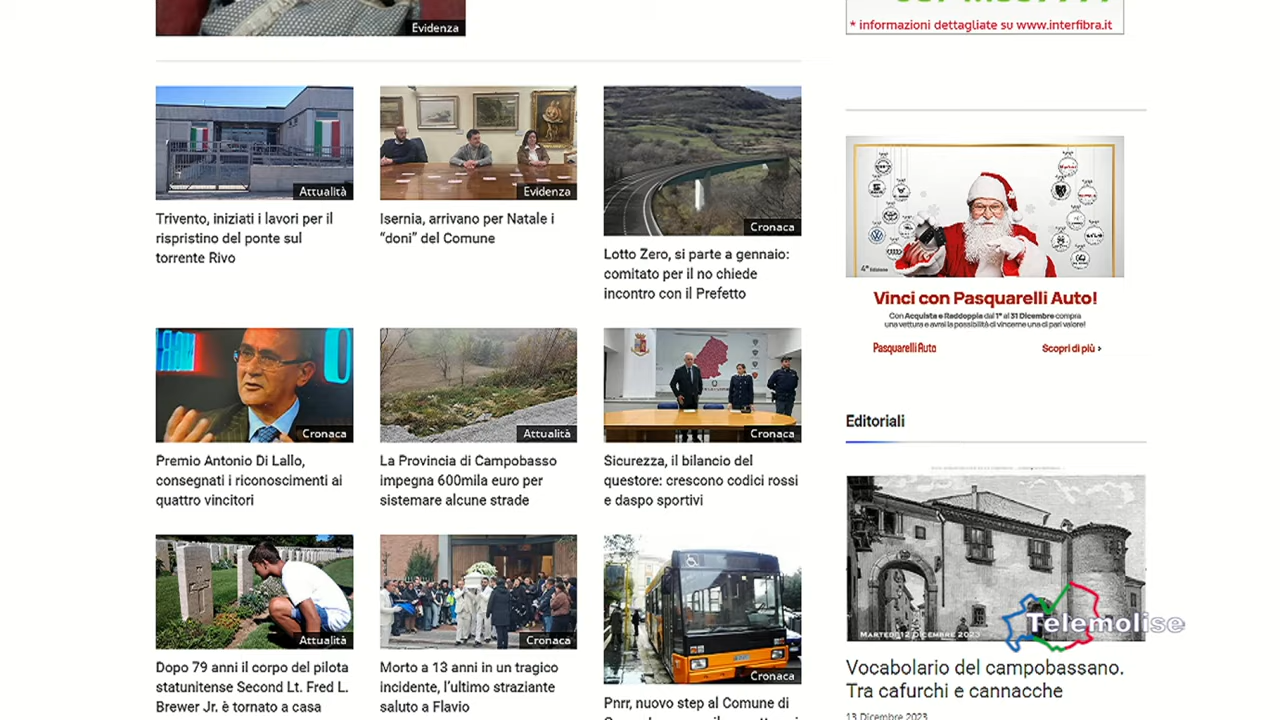 Evidenza
* informazioni dettagliate su www.interfibra.it
Attualità
Trivento, iniziati i lavori per il
ripristino del ponte sul
torrente Rivo
Evidenza
Isernia, arrivano per Natale i
“doni” del Comune
Cronaca
Lotto Zero, si parte a gennaio:
comitato per il no chiede
incontro con il Prefetto
4ª Edizione
Vinci con Pasquarelli Auto!
Con Acquista e Raddoppia dal 1° al 31 Dicembre compra
una vettura e avrai la possibilità di vincerne una di pari valore!
Pasquarelli Auto
Scopri di più ›
Cronaca
Premio Antonio Di Lallo,
consegnati i riconoscimenti ai
quattro vincitori
Attualità
La Provincia di Campobasso
impegna 600mila euro per
sistemare alcune strade
Cronaca
Sicurezza, il bilancio del
questore: crescono codici rossi
e daspo sportivi
Editoriali
Martedì 12 Dicembre 2023
Telemolise
Vocabolario del campobassano.
Tra cafurchi e cannacche
13 Dicembre 2023
Attualità
Dopo 79 anni il corpo del pilota
statunitense Second Lt. Fred L.
Brewer Jr. è tornato a casa
Cronaca
Morto a 13 anni in un tragico
incidente, l’ultimo straziante
saluto a Flavio
Cronaca
Pnrr, nuovo step al Comune di